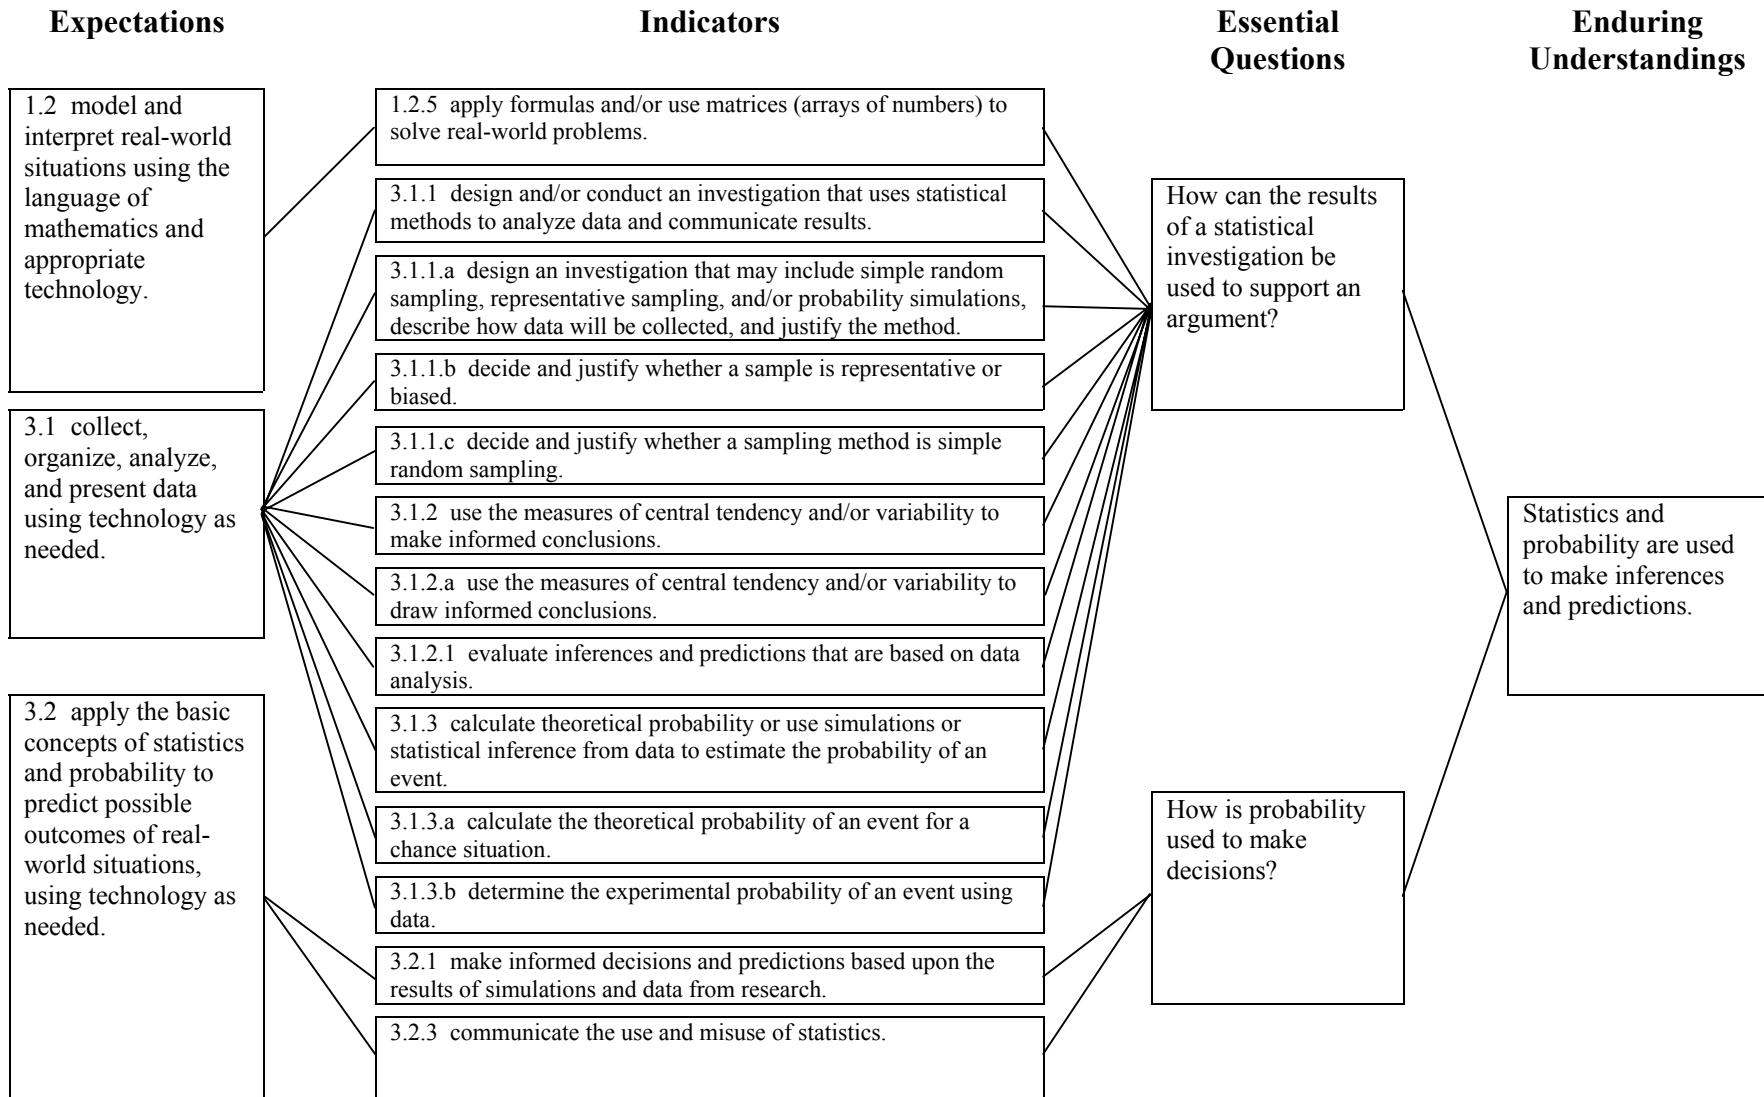 Expectations
Indicators
Essential
Questions
Enduring
Understandings
1.2 model and
interpret real-world
situations using the
language of
mathematics and
appropriate
technology.
3.1 collect,
organize, analyze,
and present data
using technology as
needed.
3.2 apply the basic
concepts of statistics
and probability to
predict possible
outcomes of real-
world situations,
using technology as
needed.
1.2.5 apply formulas and/or use matrices (arrays of numbers) to
solve real-world problems.
3.1.1 design and/or conduct an investigation that uses statistical
methods to analyze data and communicate results.
3.1.1.a design an investigation that may include simple random
sampling, representative sampling, and/or probability simulations,
describe how data will be collected, and justify the method.
3.1.1.b decide and justify whether a sample is representative or
biased.
3.1.1.c decide and justify whether a sampling method is simple
random sampling.
3.1.2 use the measures of central tendency and/or variability to
make informed conclusions.
3.1.2.a use the measures of central tendency and/or variability to
draw informed conclusions.
3.1.2.1 evaluate inferences and predictions that are based on data
analysis.
3.1.3 calculate theoretical probability or use simulations or
statistical inference from data to estimate the probability of an
event.
3.1.3.a calculate the theoretical probability of an event for a
chance situation.
3.1.3.b determine the experimental probability of an event using
data.
3.2.1 make informed decisions and predictions based upon the
results of simulations and data from research.
3.2.3 communicate the use and misuse of statistics.
How can the results
of a statistical
investigation be
used to support an
argument?
How is probability
used to make
decisions?
Statistics and
probability are used
to make inferences
and predictions.